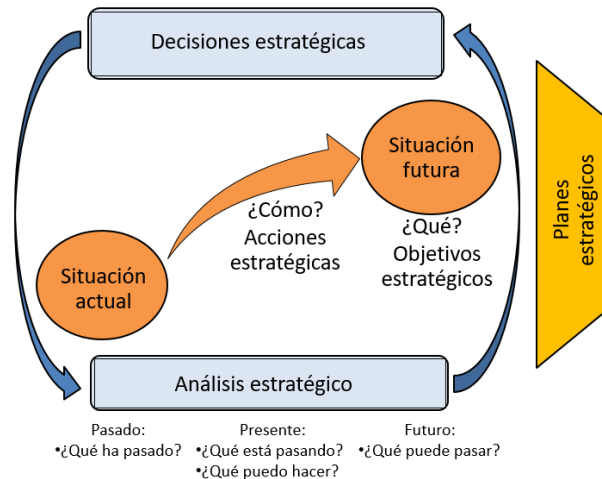 Decisiones estratégicas
Situación
futura
¿Cómo?
Acciones
estratégicas
¿Qué?
Objetivos
estratégicos
Situación
actual
Planes
estratégicos
Análisis estratégico
Pasado:
•¿Qué ha pasado?
Presente:
•¿Qué está pasando?
•¿Qué puedo hacer?
Futuro:
•¿Qué puede pasar?